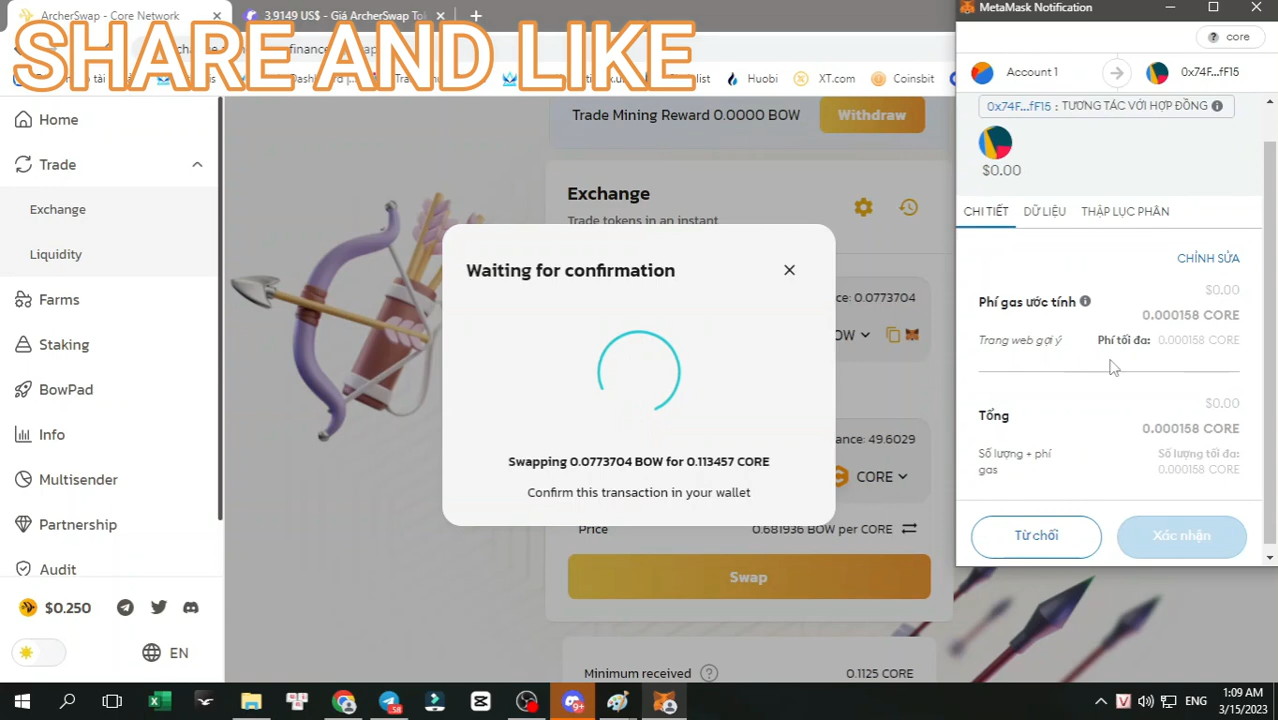 ArcherSwap - Core Network
3,9149 US$ - Giá ArcherSwap To
SHARE AND LIKE
Huobi
XT.com
Coinsbit
Home
Trade
Exchange
Liquidity
Farms
Staking
BowPad
Info
Multisender
Partnership
Audit
$0.250
EN
Trade Mining Reward 0.0000 BOW
Withdraw
Exchange
Trade tokens in an instant
ce: 0.0773704
OW
ance: 49.6029
CORE
Price
0.681936 BOW per CORE
Swap
Minimum received
0.1125 CORE
Waiting for confirmation
Swapping 0.0773704 BOW for 0.113457 CORE
Confirm this transaction in your wallet
MetaMask Notification
core
Account 1
0x74F...fF15
0x74F...fF15 : TƯƠNG TÁC VỚI HỢP ĐỒNG
$0.00
CHI TIẾT
DỮ LIỆU
THẬP LỤC PHÂN
CHỈNH SỬA
$0.00
Phí gas ước tính
0.000158 CORE
Trang web gợi ý
Phí tối đa: 0.000158 CORE
$0.00
Tổng
0.000158 CORE
Số lượng + phí gas
Số lượng tối đa:
0.000158 CORE
Từ chối
Xác nhận
58
9+
V
ENG
1:09 AM
3/15/2023